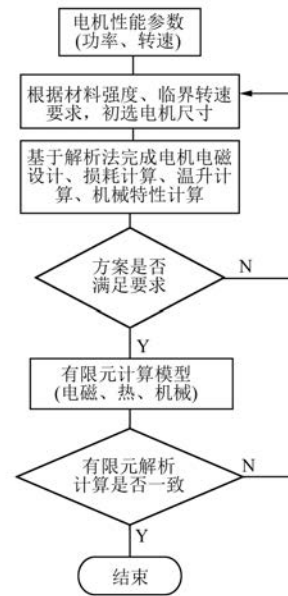 电机性能参数
(功率、转速)
根据材料强度、临界转速
要求，初选电机尺寸
基于解析法完成电机电磁
设计、损耗计算、温升计
算、机械特性计算
方案是否
满足要求
N
Y
有限元计算模型
(电磁、热、机械)
有限元解析
计算是否一致
N
Y
结束